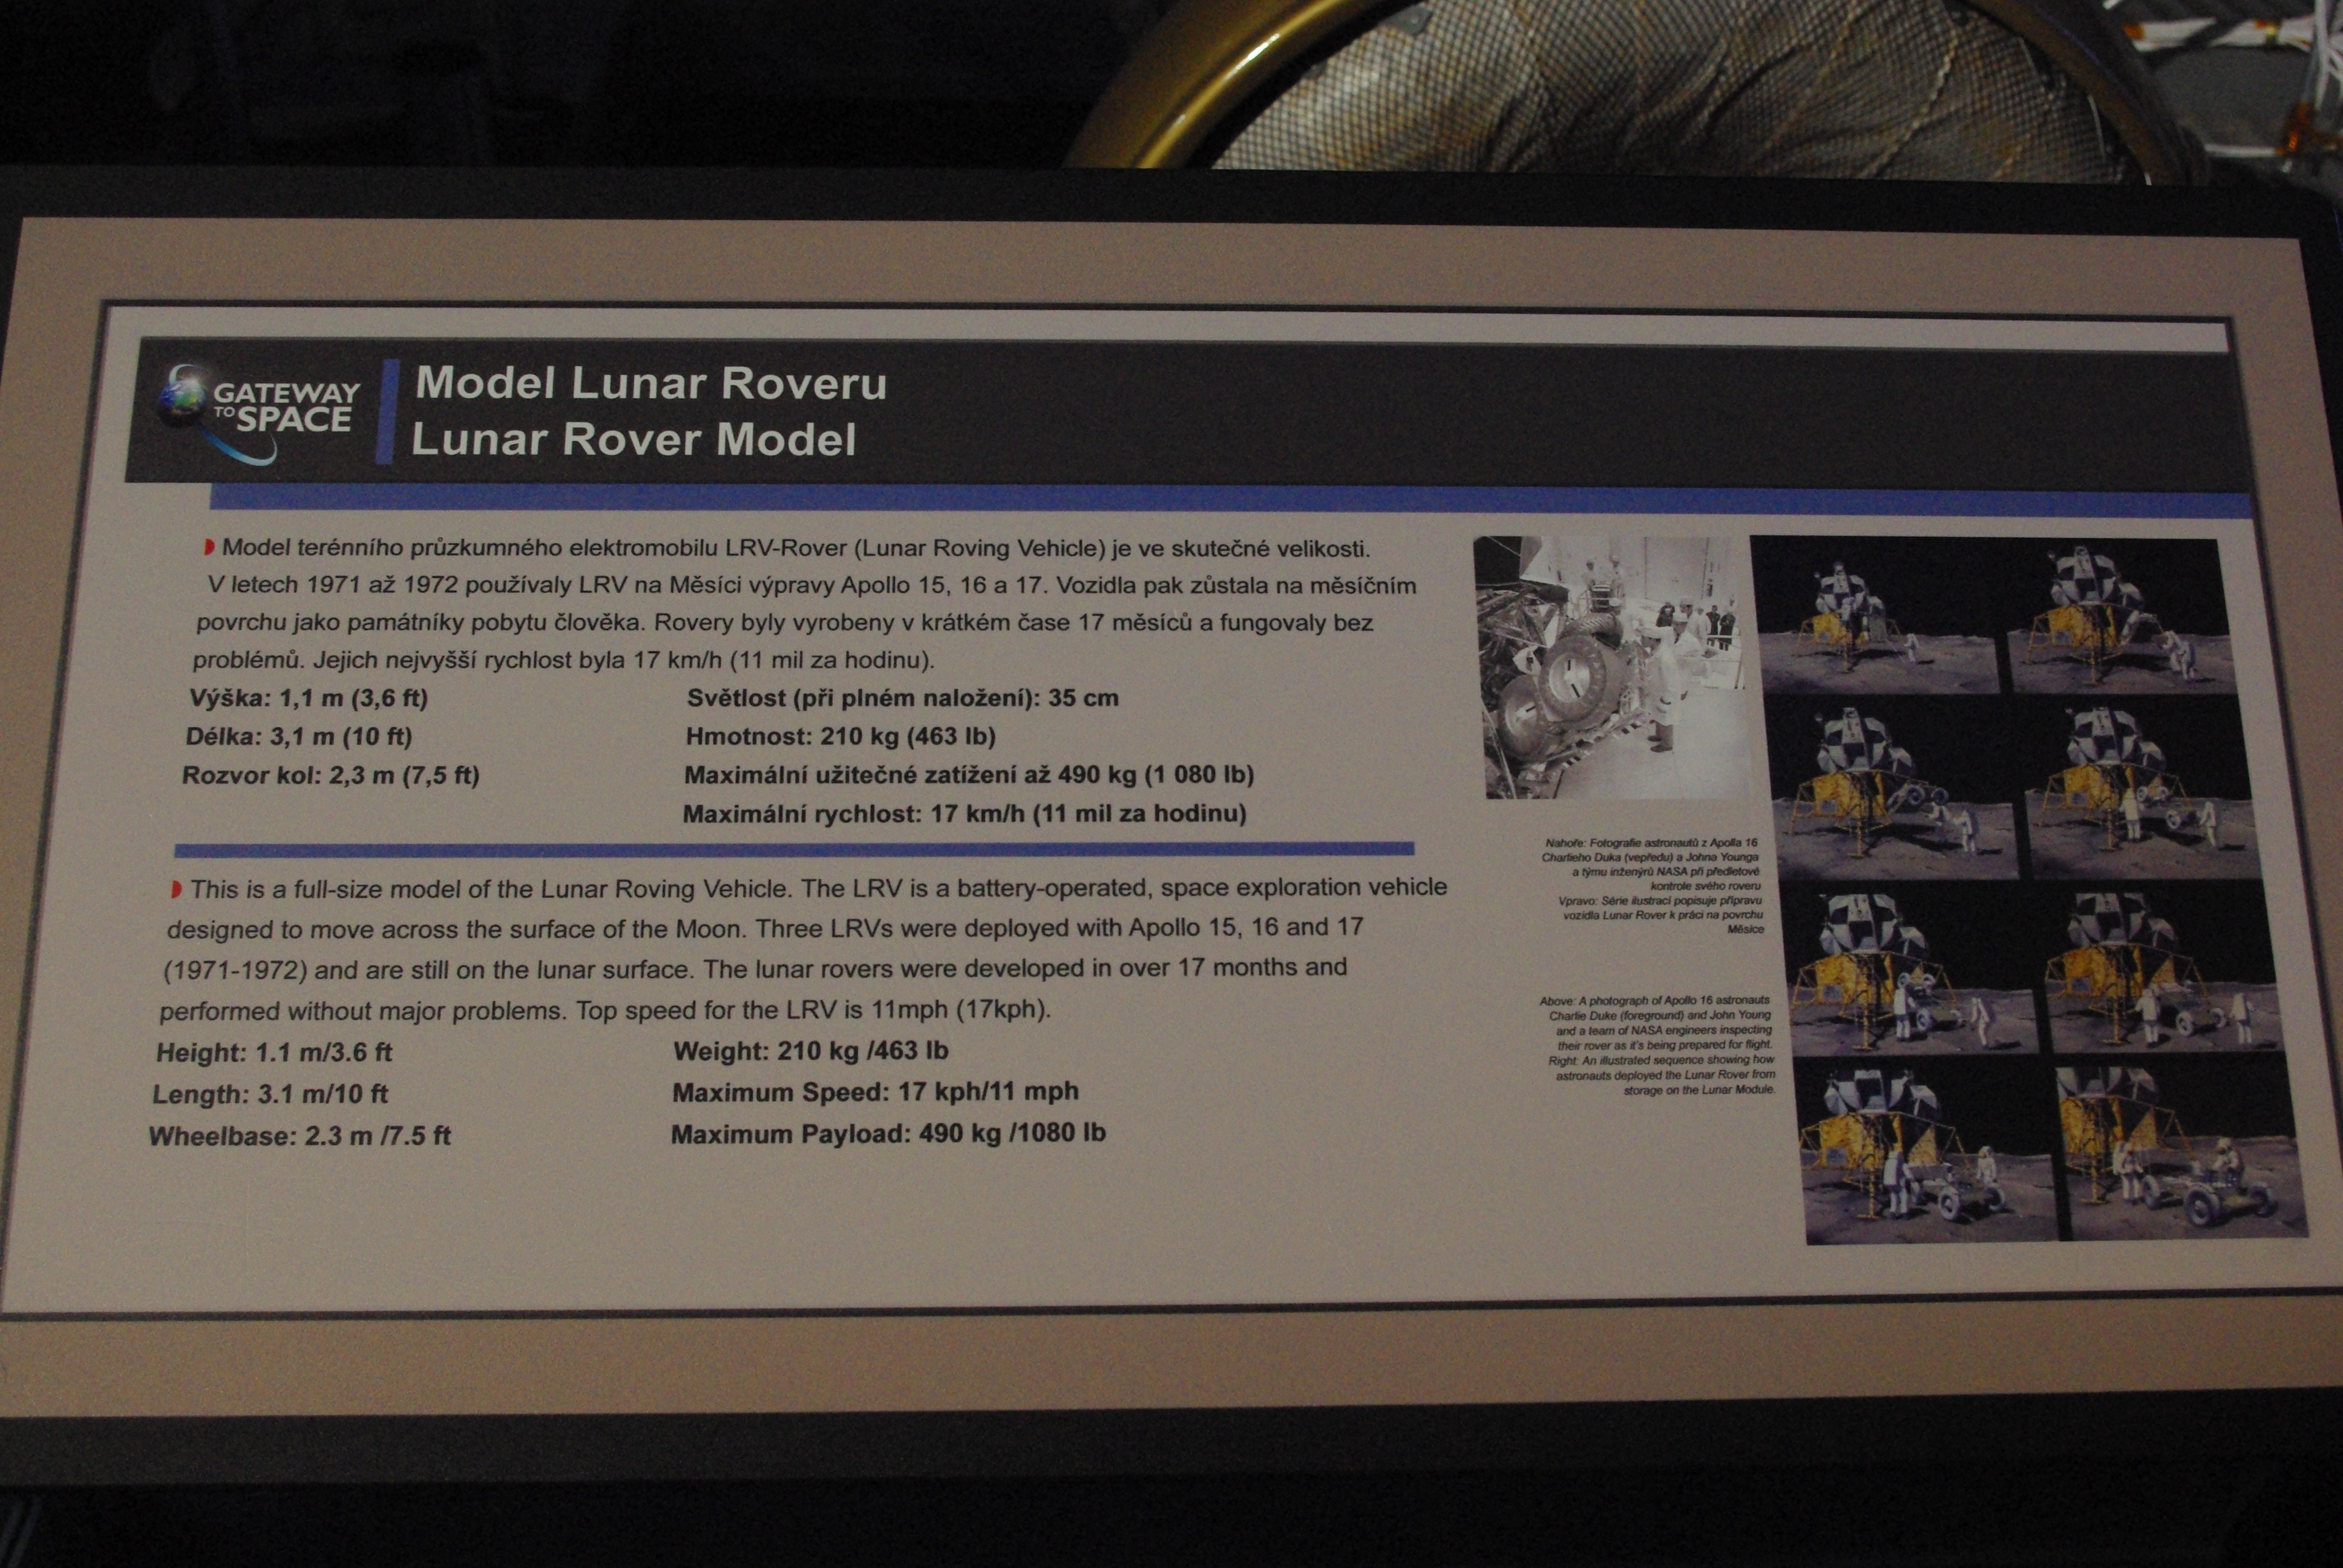 GATEWAY
TO SPACE
Model Lunar Roveru
Lunar Rover Model
Model terénního průzkumného elektromobilu LRV-Rover (Lunar Roving Vehicle) je ve skutečné velikosti.
V letech 1971 až 1972 používaly LRV na Měsíci výpravy Apollo 15, 16 a 17. Vozidla pak zůstala na měsíčním
povrchu jako památníky pobytu člověka. Rovery byly vyrobeny v krátkém čase 17 měsíců a fungovaly bez
problémů. Jejich nejvyšší rychlost byla 17 km/h (11 mil za hodinu).
Výška: 1,1 m (3,6 ft)
Délka: 3,1 m (10 ft)
Rozvor kol: 2,3 m (7,5 ft)
Světlost (při plném naložení): 35 cm
Hmotnost: 210 kg (463 lb)
Maximální užitečné zatížení až 490 kg (1 080 lb)
Maximální rychlost: 17 km/h (11 mil za hodinu)
This is a full-size model of the Lunar Roving Vehicle. The LRV is a battery-operated, space exploration vehicle
designed to move across the surface of the Moon. Three LRVs were deployed with Apollo 15, 16 and 17
(1971-1972) and are still on the lunar surface. The lunar rovers were developed in over 17 months and
performed without major problems. Top speed for the LRV is 11mph (17kph).
Height: 1.1 m/3.6 ft
Length: 3.1 m/10 ft
Wheelbase: 2.3 m /7.5 ft
Weight: 210 kg /463 lb
Maximum Speed: 17 kph/11 mph
Maximum Payload: 490 kg /1080 lb
Nahoře: Fotografie astronautů z Apolla 16
Charlieho Duka (vepředu) a Johna Younga
a týmu inženýrů NASA při předletové
kontrole svého roveru
Vpravo: Série ilustrací popisuje přípravu
vozidla Lunar Rover k práci na povrchu
Měsíce
Above: A photograph of Apollo 16 astronauts
Charlie Duke (foreground) and John Young
and a team of NASA engineers inspecting
their rover as it's being prepared for flight.
Right: An illustrated sequence showing how
astronauts deployed the Lunar Rover from
storage on the Lunar Module.